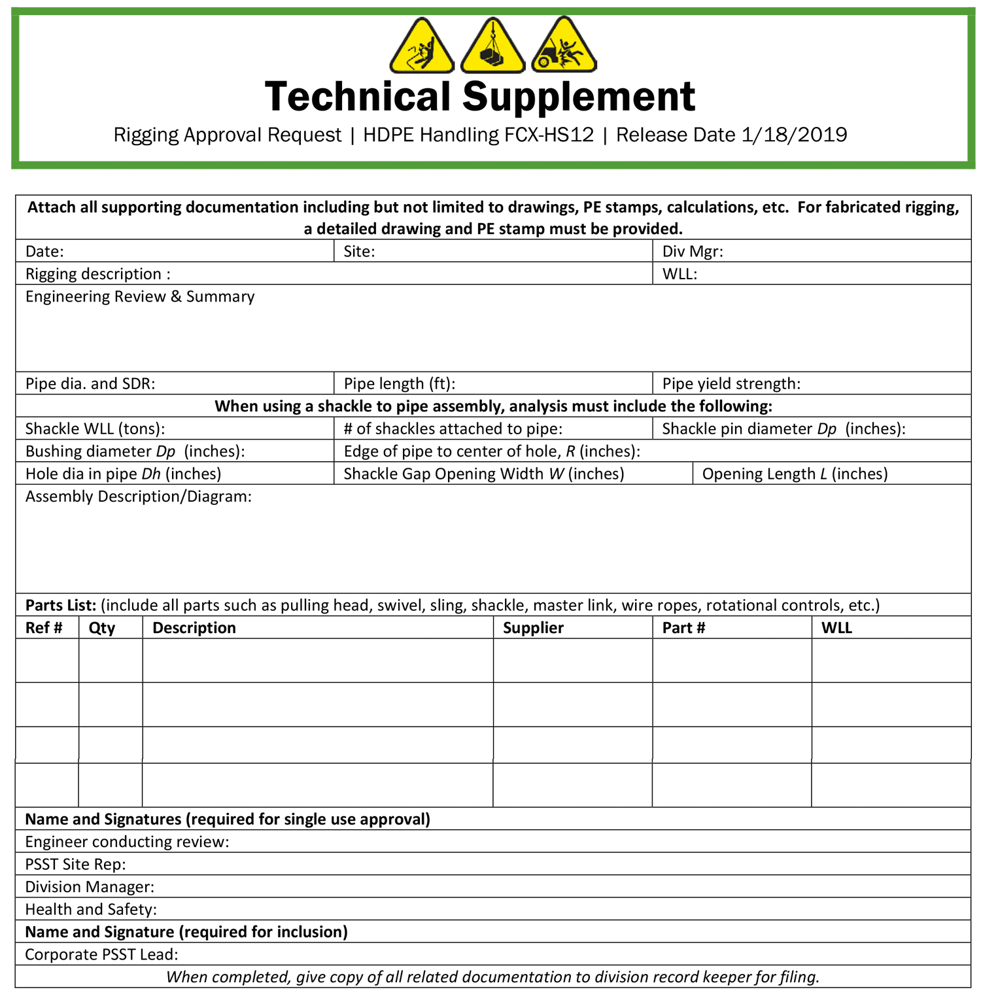 Technical Supplement
Rigging Approval Request | HDPE Handling FCX-HS12 | Release Date 1/18/2019
Attach all supporting documentation including but not limited to drawings, PE stamps, calculations, etc.  For fabricated rigging,
a detailed drawing and PE stamp must be provided.
Date:
Site:
Div Mgr:
Rigging description :
WLL:
Engineering Review & Summary
Pipe dia. and SDR:
Pipe length (ft):
Pipe yield strength:
When using a shackle to pipe assembly, analysis must include the following:
Shackle WLL (tons):
# of shackles attached to pipe:
Shackle pin diameter Dp  (inches):
Bushing diameter Dp  (inches):
Edge of pipe to center of hole, R (inches):
Hole dia in pipe Dh (inches)
Shackle Gap Opening Width W (inches)
Opening Length L (inches)
Assembly Description/Diagram:
Parts List: (include all parts such as pulling head, swivel, sling, shackle, master link, wire ropes, rotational controls, etc.)
Ref #
Qty
Description
Supplier
Part #
WLL
Name and Signatures (required for single use approval)
Engineer conducting review:
PSST Site Rep:
Division Manager:
Health and Safety:
Name and Signature (required for inclusion)
Corporate PSST Lead:
When completed, give copy of all related documentation to division record keeper for filing.